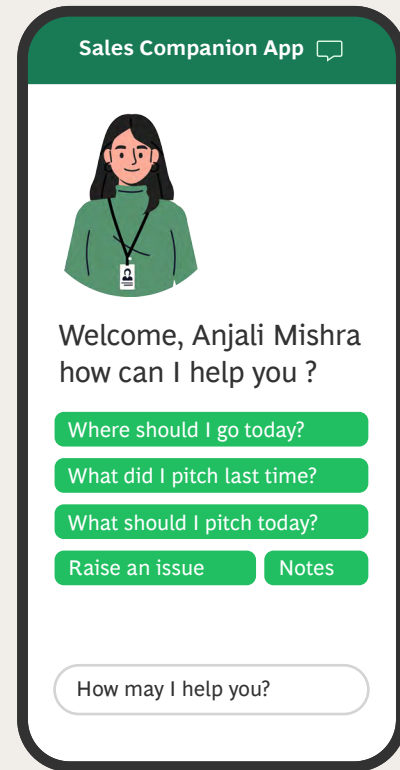 Sales Companion App
Welcome, Anjali Mishra
how can I help you ?
Where should I go today?
What did I pitch last time?
What should I pitch today?
Raise an issue
Notes
How may I help you?